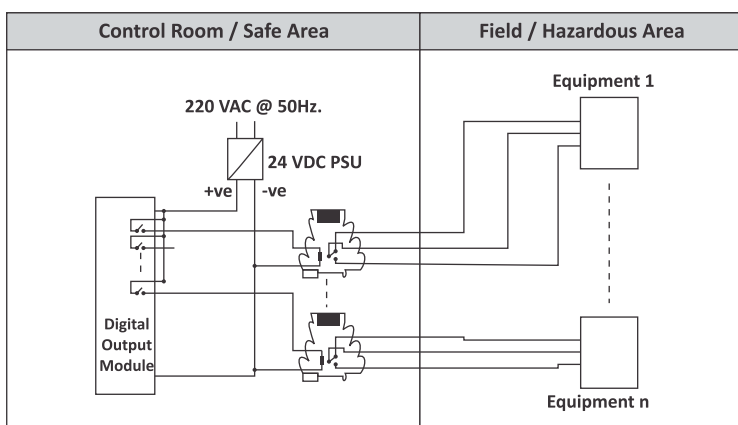 Control Room / Safe Area
Field / Hazardous Area
Equipment 1
220 VAC @ 50Hz.
24 VDC PSU
+ve
-ve
Digital
Output
Module
Equipment n